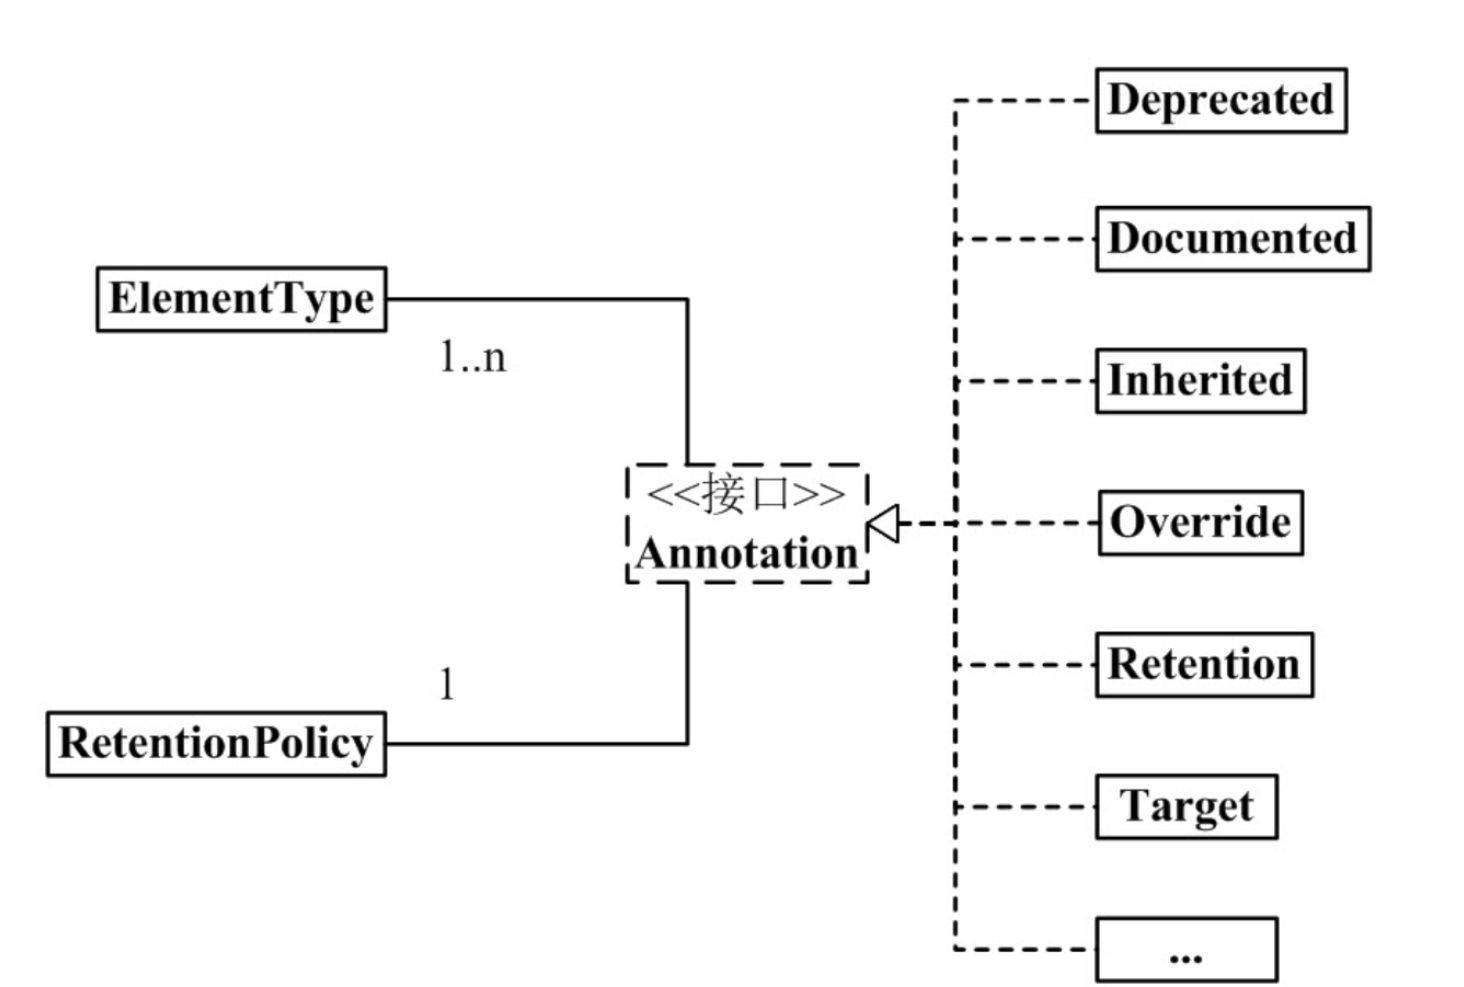 ElementType
1..n
<<接口>>
Annotation
1
RetentionPolicy
Deprecated
Documented
Inherited
Override
Retention
Target
...